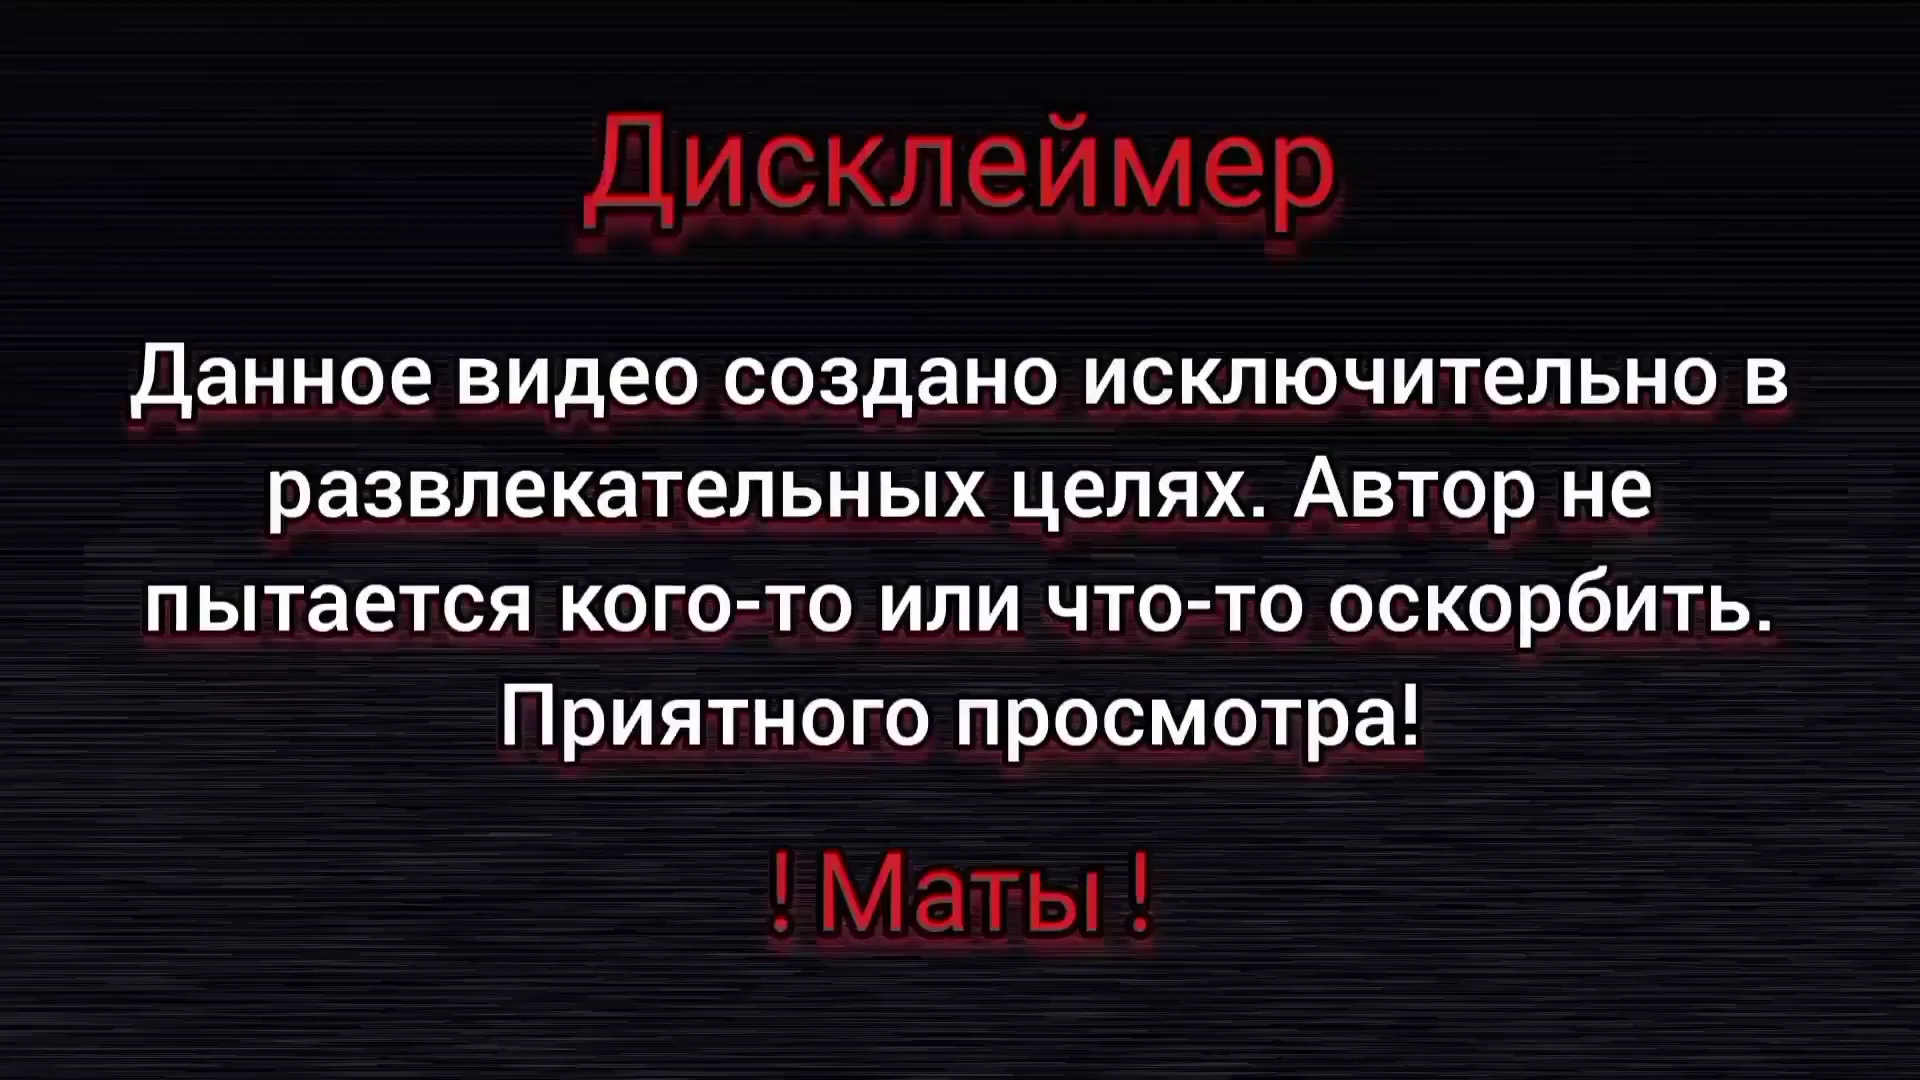 Дисклеймер
Данное видео создано исключительно в
развлекательных целях. Автор не
пытается кого-то или что-то оскорбить.
Приятного просмотра!
! Маты !